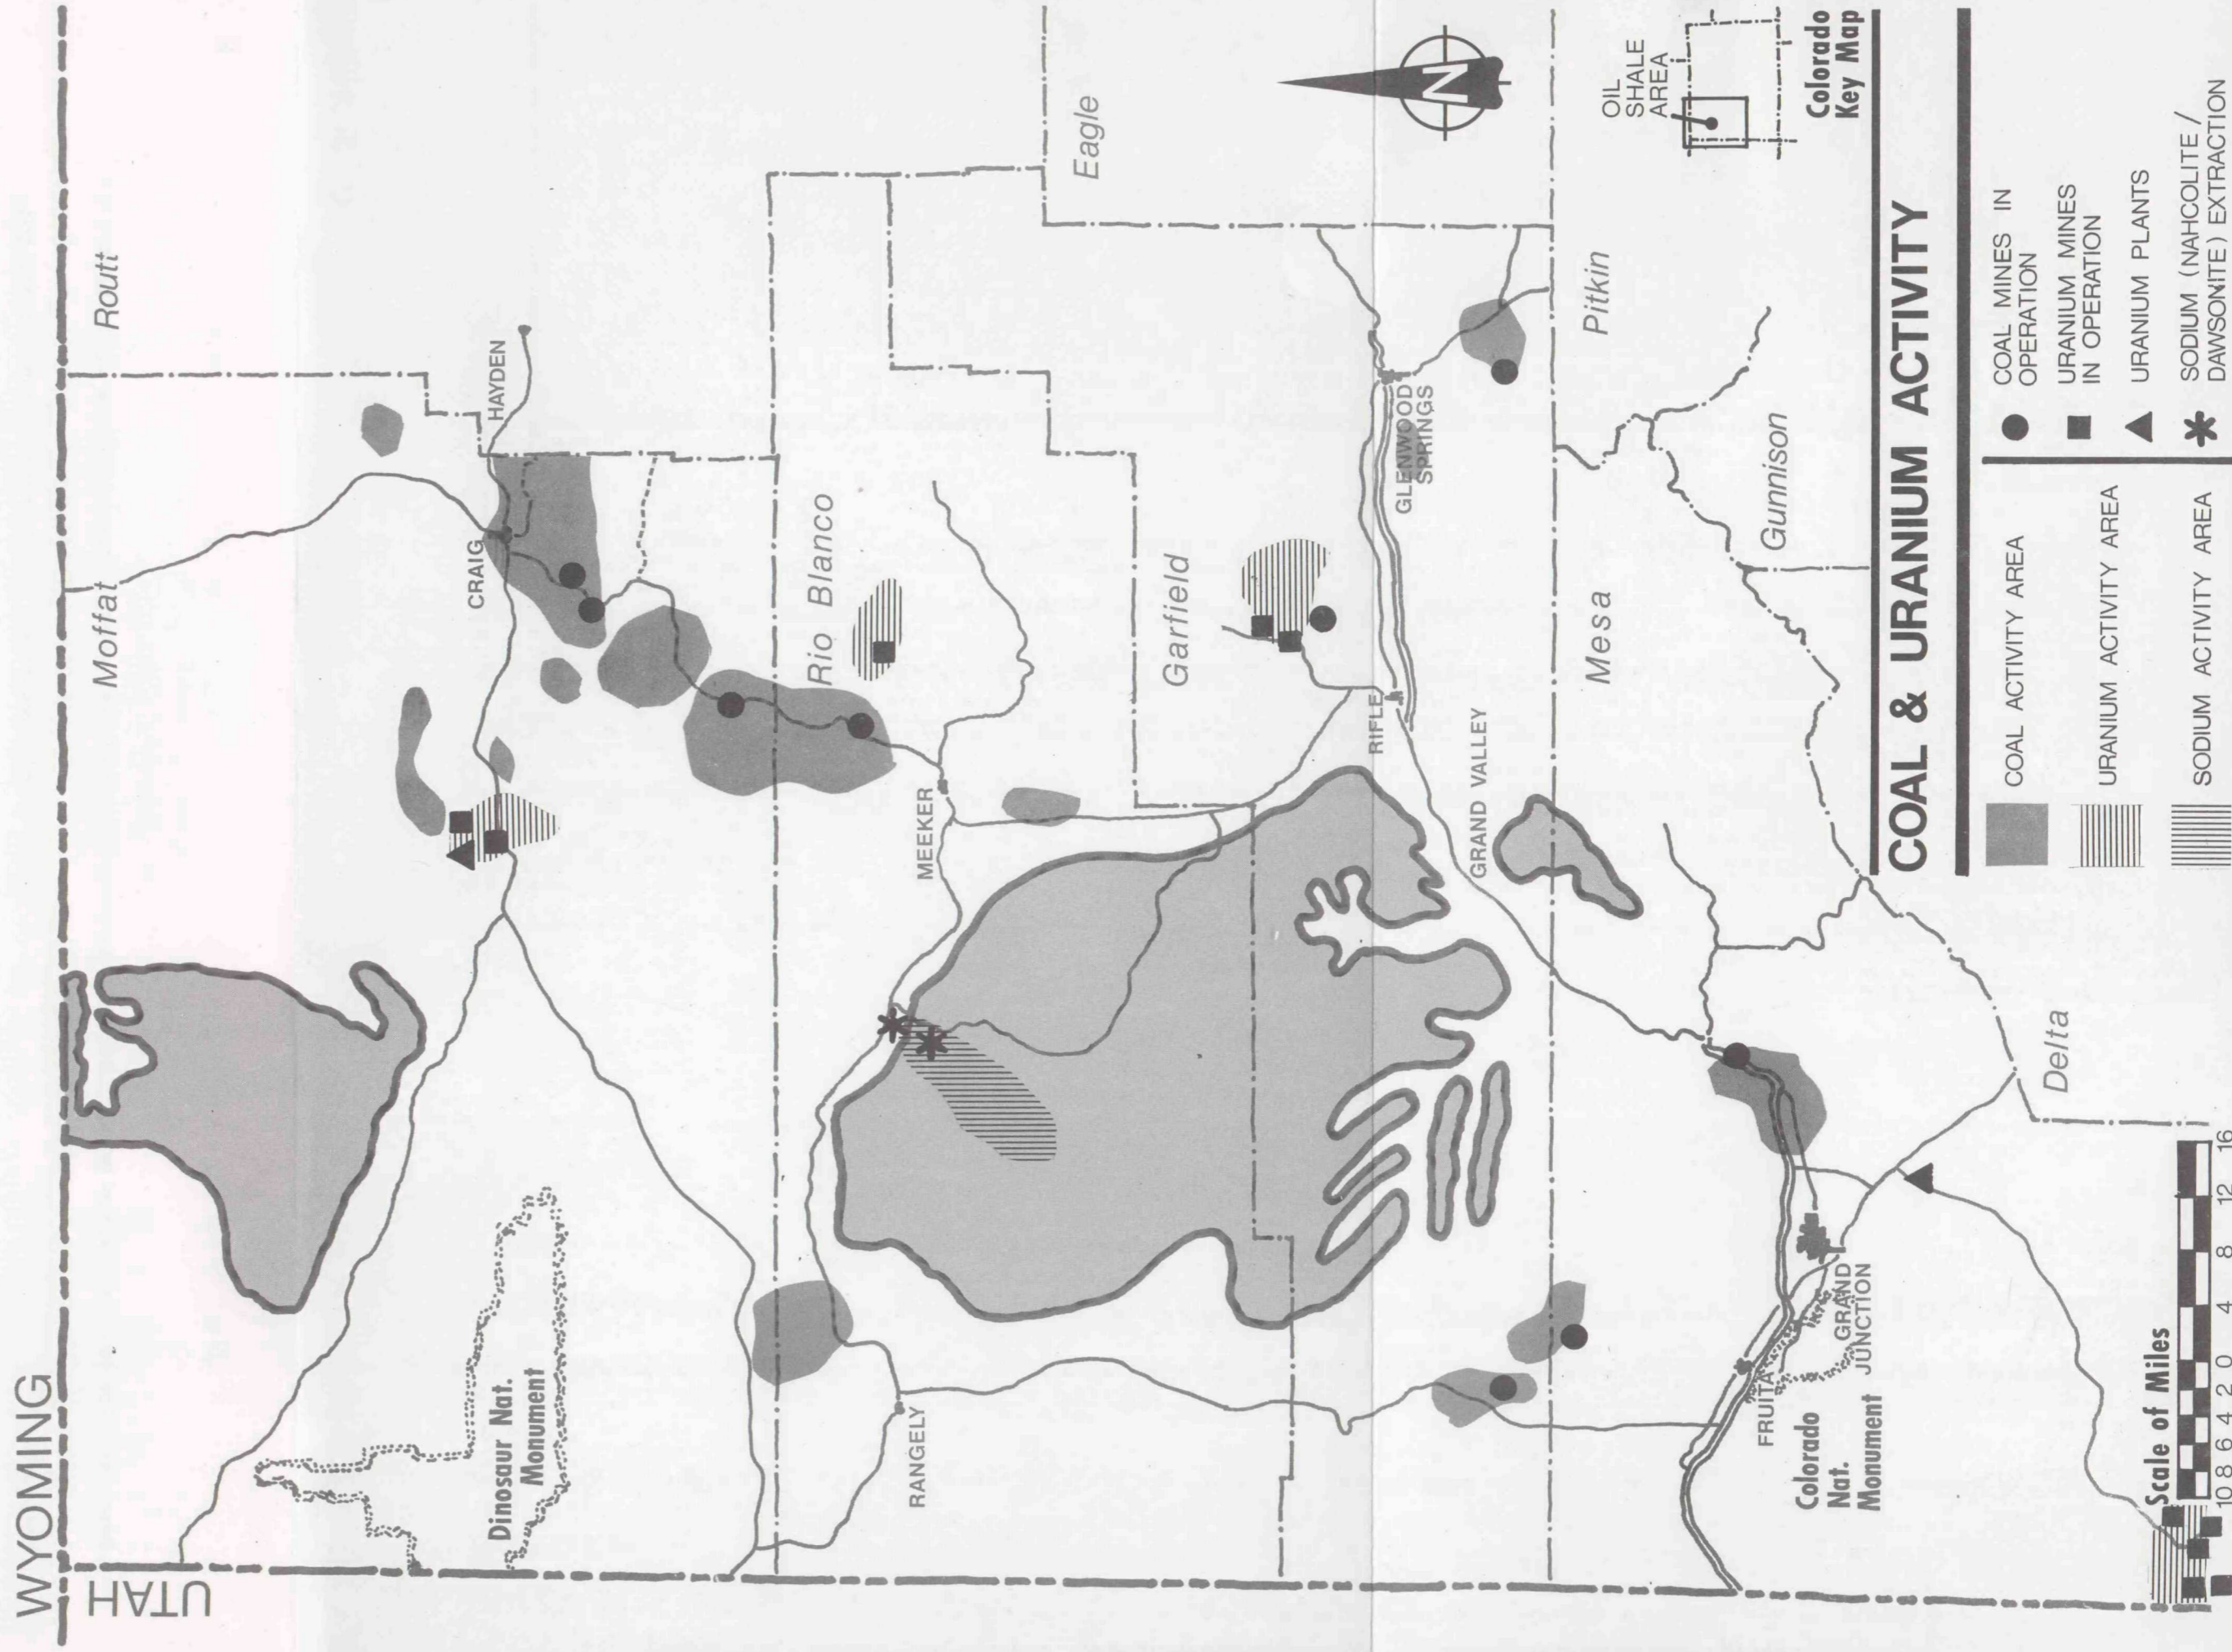 WYOMING
UTAH
Moffat
Routt
HAYDEN
CRAIG
Dinosaur Nat.
Monument
Rio Blanco
MEEKER
RANGELY
Eagle
Garfield
RIFLE
GLENWOOD
SPRINGS
GRAND VALLEY
N
Mesa
Pitkin
Gunnison
FRUITA
GRAND
JUNCTION
Colorado
Nat.
Monument
Delta
OIL
SHALE
AREA
Colorado
Key Map
COAL & URANIUM ACTIVITY
COAL ACTIVITY AREA
URANIUM ACTIVITY AREA
SODIUM ACTIVITY AREA
COAL MINES IN
OPERATION
URANIUM MINES
IN OPERATION
URANIUM PLANTS
SODIUM (NAHCOLITE /
DAWSONITE) EXTRACTION
Scale of Miles
10 8 6 4 2 0 4 8 12 16